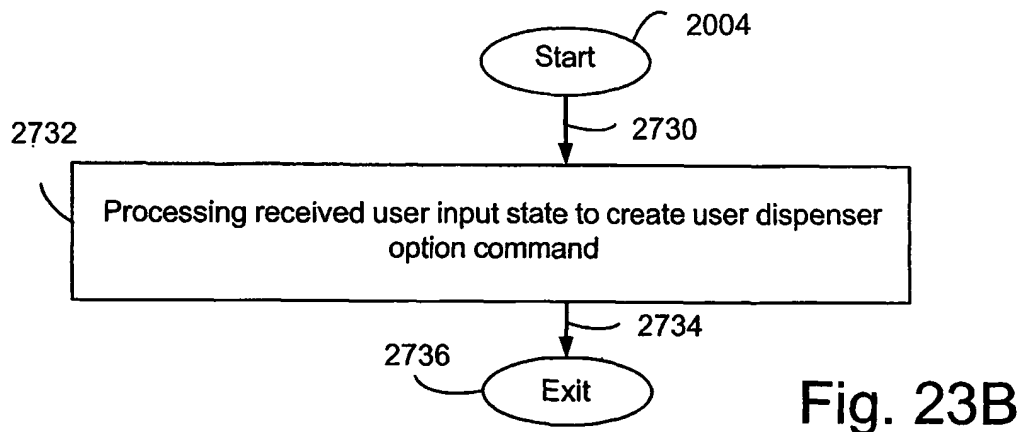 2004
Start
2730
2732
Processing received user input state to create user dispenser
option command
2734
2736
Exit
Fig. 23B